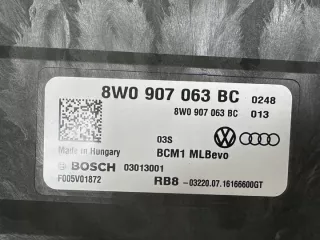 8W0 907 063 BC 0248
8W0 907 063 BC 013
03S
Made in Hungary BCM1 MLBevo
BOSCH 03013001
F005V01872 RB8-03220.07.16166600GT